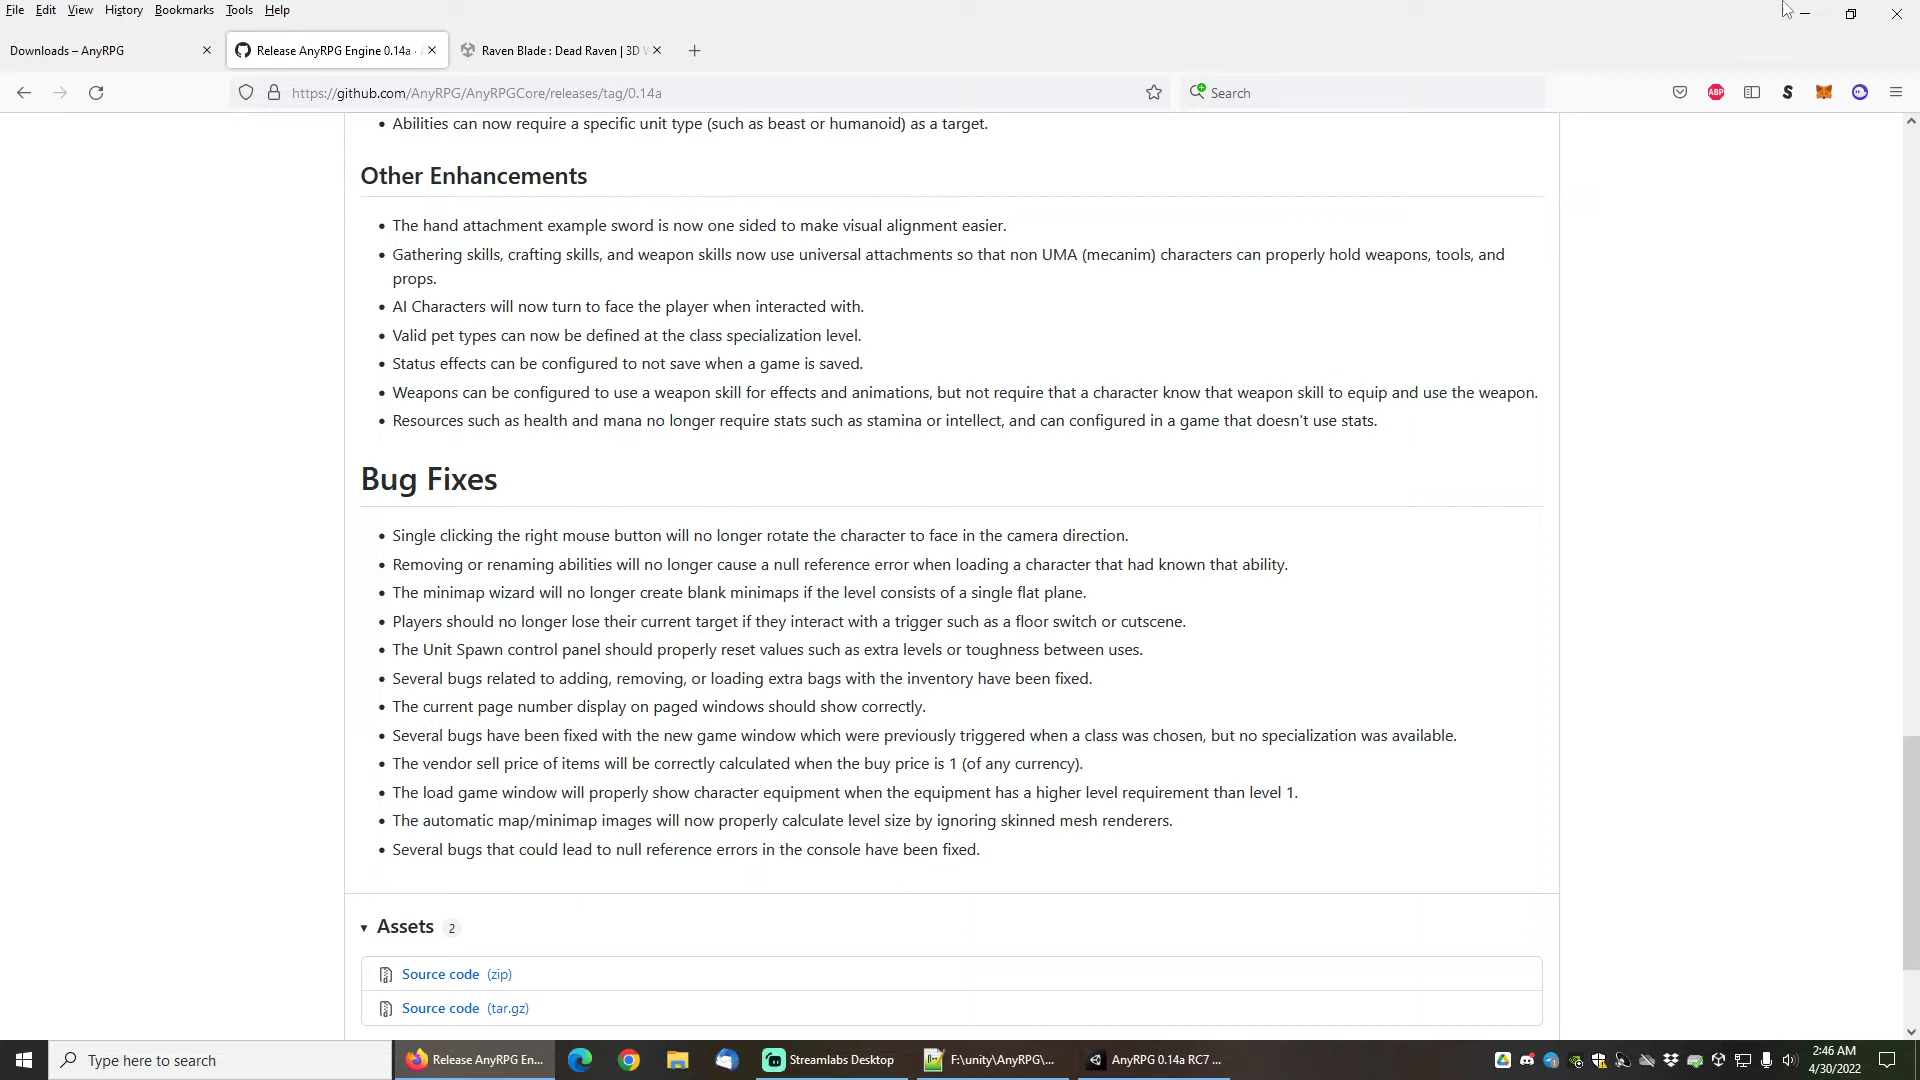 File Edit View History Bookmarks Tools Help
Downloads – AnyRPG
Release AnyRPG Engine 0.14a ·
Raven Blade : Dead Raven | 3D
https://github.com/AnyRPG/AnyRPGCore/releases/tag/0.14a
Search
ABP
Abilities can now require a specific unit type (such as beast or humanoid) as a target.
Other Enhancements
The hand attachment example sword is now one sided to make visual alignment easier.
Gathering skills, crafting skills, and weapon skills now use universal attachments so that non UMA (mecanim) characters can properly hold weapons, tools, and
props.
AI Characters will now turn to face the player when interacted with.
Valid pet types can now be defined at the class specialization level.
Status effects can be configured to not save when a game is saved.
Weapons can be configured to use a weapon skill for effects and animations, but not require that a character know that weapon skill to equip and use the weapon.
Resources such as health and mana no longer require stats such as stamina or intellect, and can configured in a game that doesn't use stats.
Bug Fixes
Single clicking the right mouse button will no longer rotate the character to face in the camera direction.
Removing or renaming abilities will no longer cause a null reference error when loading a character that had known that ability.
The minimap wizard will no longer create blank minimaps if the level consists of a single flat plane.
Players should no longer lose their current target if they interact with a trigger such as a floor switch or cutscene.
The Unit Spawn control panel should properly reset values such as extra levels or toughness between uses.
Several bugs related to adding, removing, or loading extra bags with the inventory have been fixed.
The current page number display on paged windows should show correctly.
Several bugs have been fixed with the new game window which were previously triggered when a class was chosen, but no specialization was available.
The vendor sell price of items will be correctly calculated when the buy price is 1 (of any currency).
The load game window will properly show character equipment when the equipment has a higher level requirement than level 1.
The automatic map/minimap images will now properly calculate level size by ignoring skinned mesh renderers.
Several bugs that could lead to null reference errors in the console have been fixed.
Assets 2
Source code (zip)
Source code (tar.gz)
Type here to search
Release AnyRPG En...
Streamlabs Desktop
F:\unity\AnyRPG\...
AnyRPG 0.14a RC7 ...
2:46 AM
4/30/2022